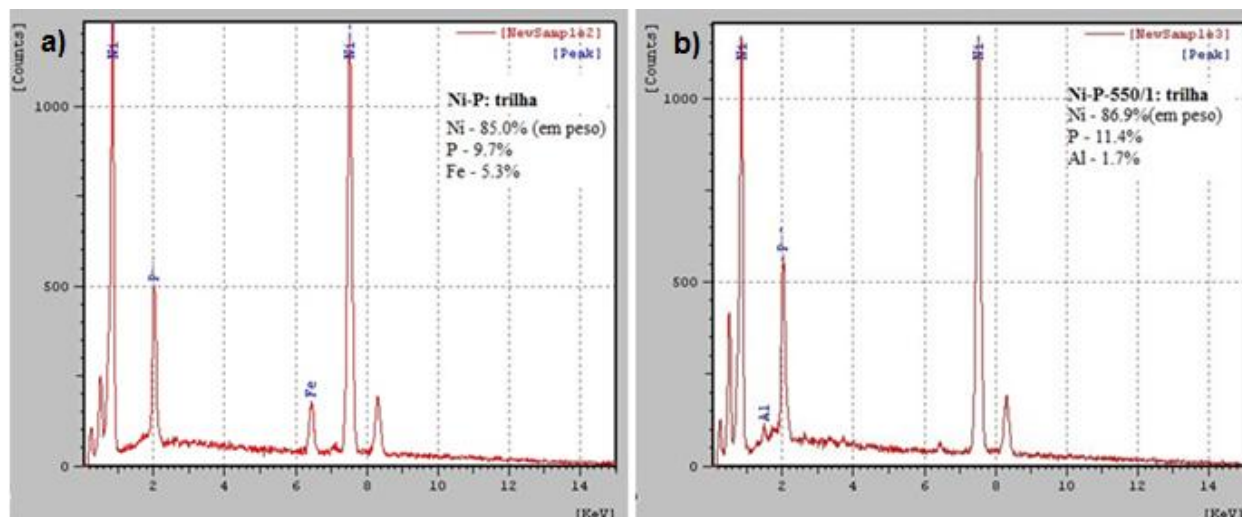 a)
[NewSample2]
[Peak]
[Counts]
Ni
Ni-
Ni-P: trilha
Ni - 85.0% (em peso)
P - 9.7%
Fe - 5.3%
1000
P
500
Fe
0
2 4 6 8 10 12 14
[KeV]
b)
[NewSample3]
[Peak]
[Counts]
Ni
Ni-
Ni-P-550/1: trilha
Ni - 86.9%(em peso)
P - 11.4%
Al - 1.7%
1000
P-
500
Al
0
2 4 6 8 10 12 14
[KeV]